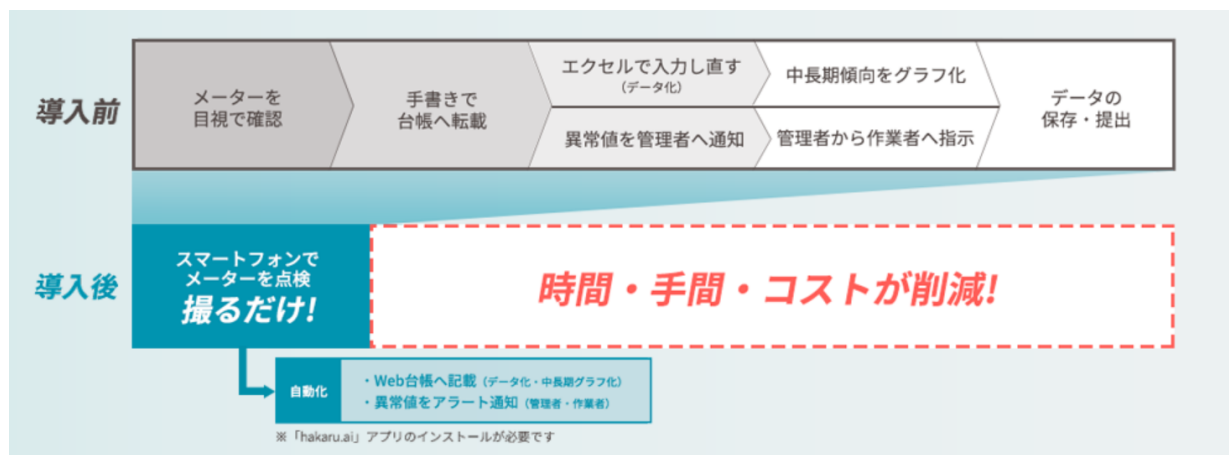 導入前
メーターを
目視で確認
手書きで
台帳へ転載
エクセルで入力し直す
(データ化)
異常値を管理者へ通知
中長期傾向をグラフ化
管理者から作業者へ指示
データの
保存・提出
導入後
スマートフォンで
メーターを点検
撮るだけ!
時間・手間・コストが削減!
自動化
・Web台帳へ記載(データ化・中長期グラフ化)
・異常値をアラート通知(管理者・作業者)
※「hakaru.ai」アプリのインストールが必要です